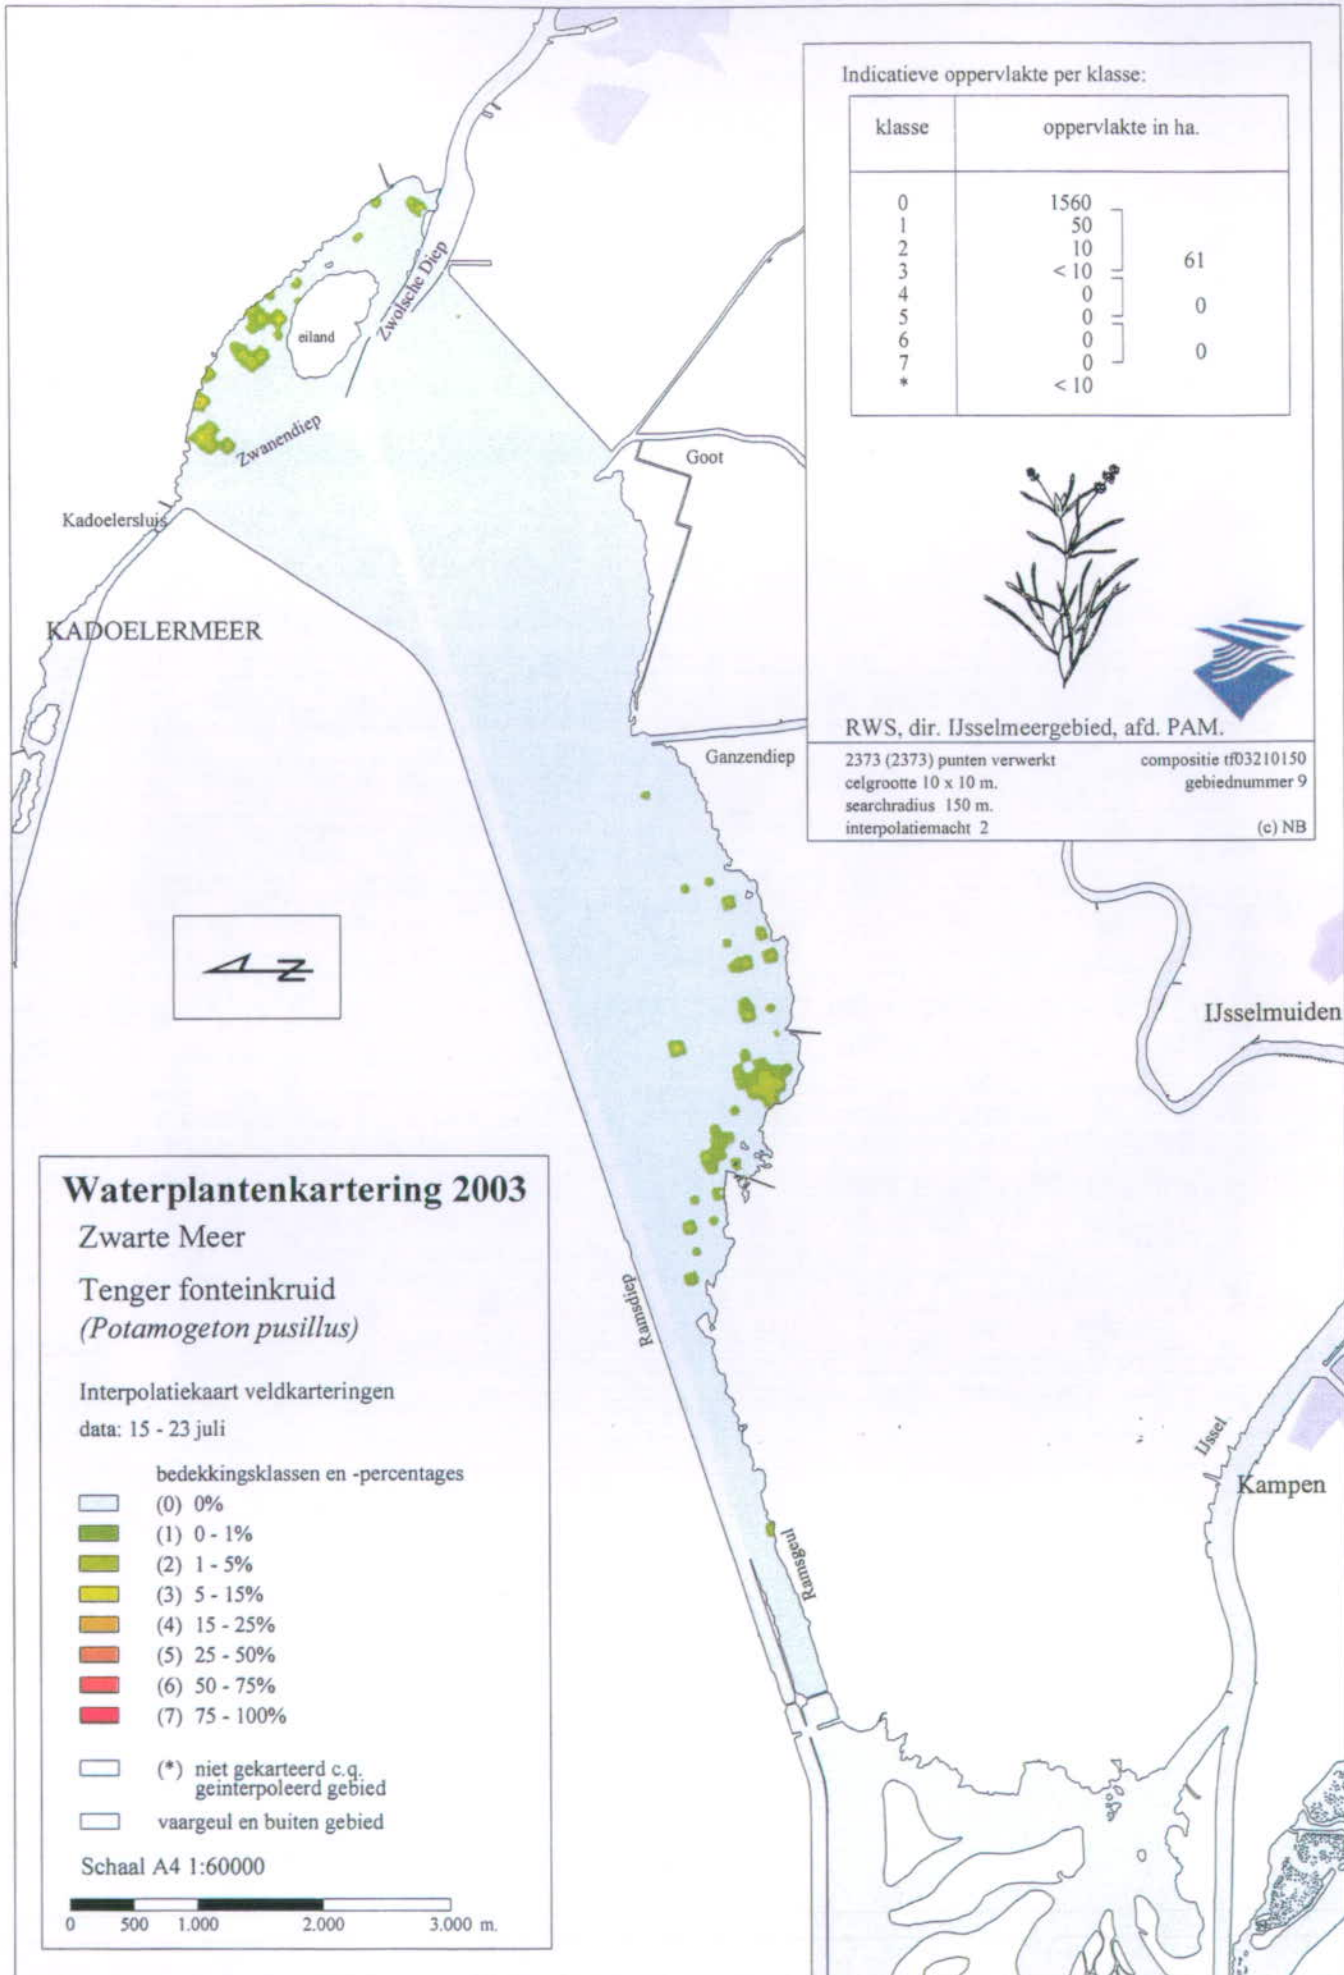 Indicatieve oppervlakte per klasse:
klasse oppervlakte in ha.
0 1560
1 50
2 10
3 < 10 61
4 0
5 0 0
6 0
7 0 0
* < 10
RWS, dir. IJsselmeergebied, afd. PAM.
2373 (2373) punten verwerkt compositie tf03210150
celgrootte 10 x 10 m. gebiednummer 9
searchradius 150 m.
interpolatiemacht 2 (c) NB
Zwolsche Diep
eiland
Zwanendiep
Goot
Kadoelersluis
KADOELERMEER
Ganzendiep
Z
IJsselmuiden
Ramsdiep
IJssel
Kampen
Ramsgeul
Waterplantenkartering 2003
Zwarte Meer
Tenger fonteinkruid
(Potamogeton pusillus)
Interpolatiekaart veldkarteringen
data: 15 - 23 juli
bedekkingsklassen en -percentages
(0) 0%
(1) 0 - 1%
(2) 1 - 5%
(3) 5 - 15%
(4) 15 - 25%
(5) 25 - 50%
(6) 50 - 75%
(7) 75 - 100%
(*) niet gekarteerd c.q.
geinterpoleerd gebied
vaargeul en buiten gebied
Schaal A4 1:60000
0 500 1.000 2.000 3.000 m.